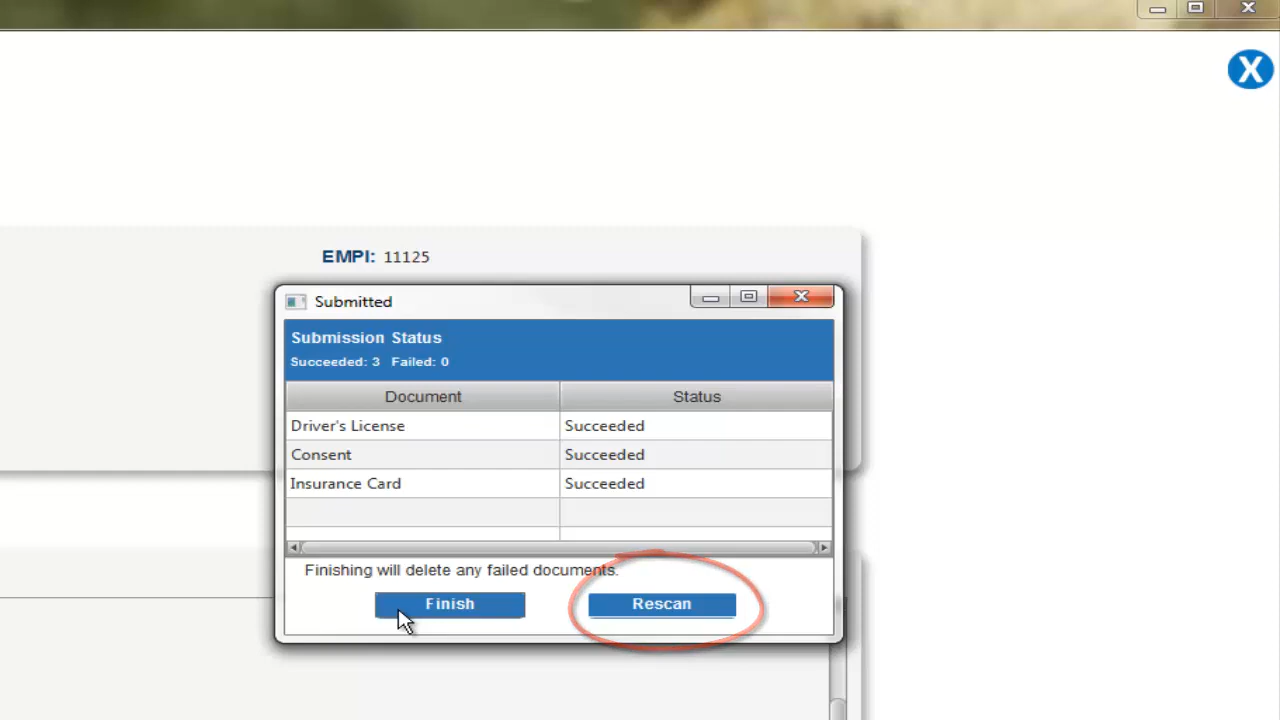 X
EMPI: 11125
Submitted
Submission Status
Succeeded: 3 Failed: 0
Document Status
Driver's License Succeeded
Consent Succeeded
Insurance Card Succeeded
Finishing will delete any failed documents.
Finish Rescan